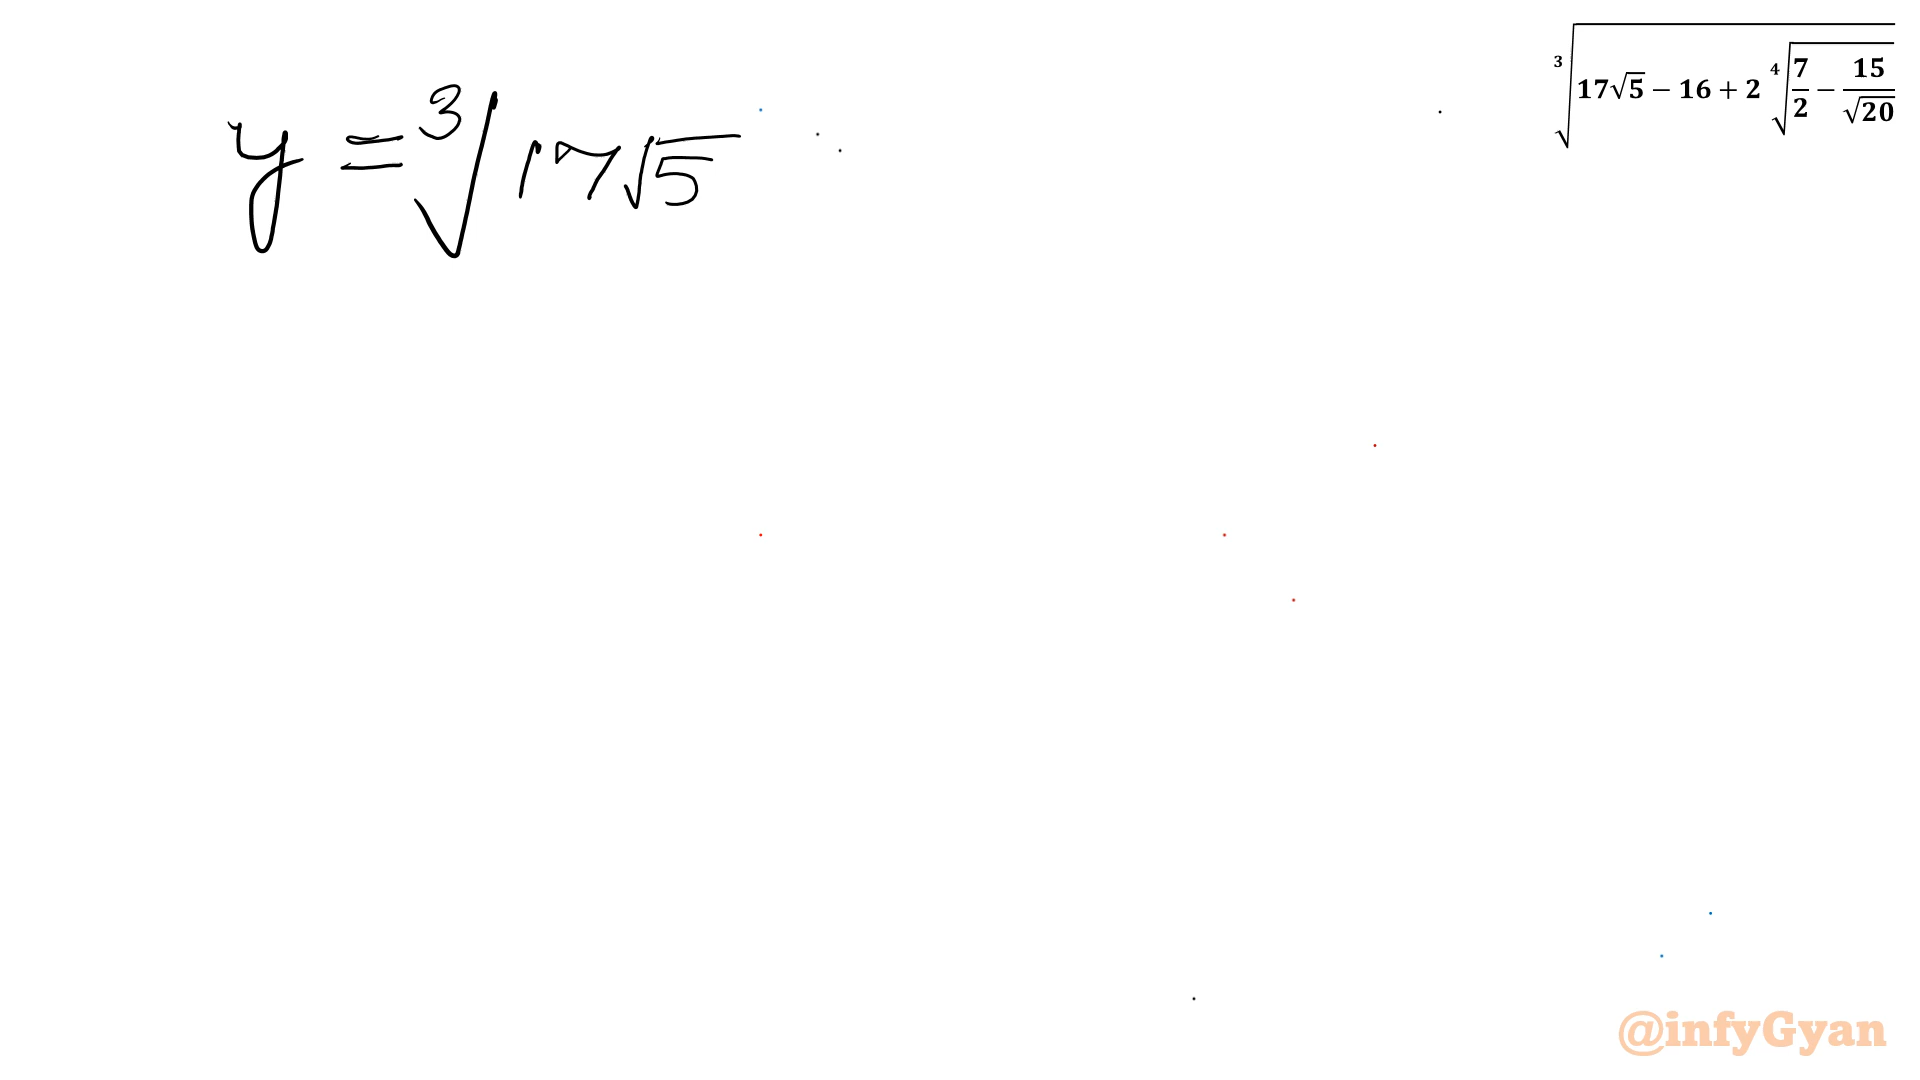 y = ∛17√5
∛(17√5 − 16 + 2 ∜(7/2 − 15/√20))
@infyGyan